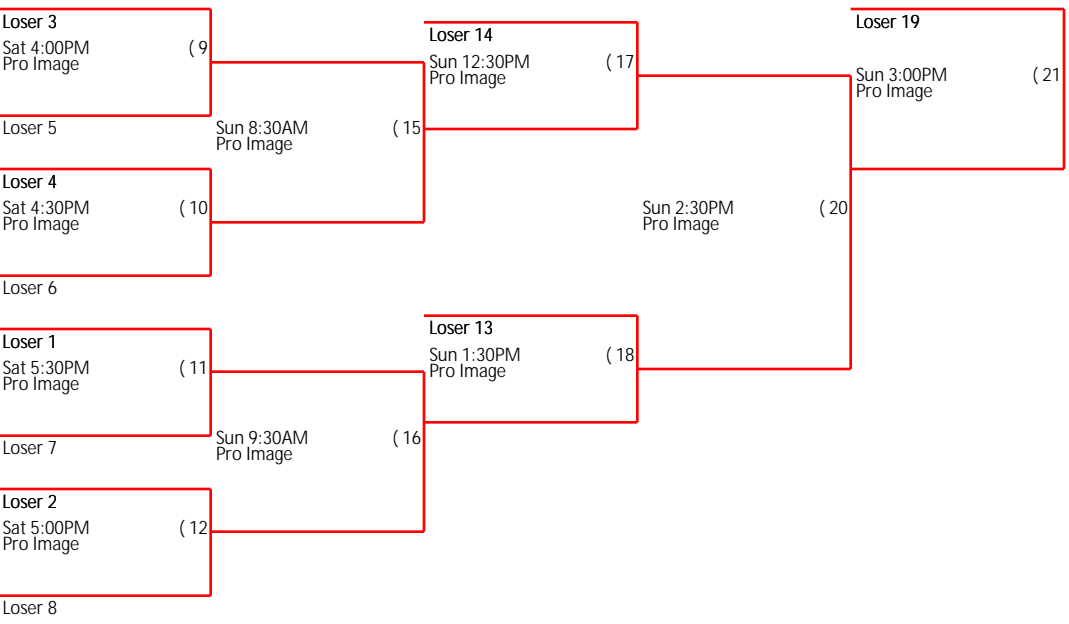 Loser 3
Sat 4:00PM ( 9
Pro Image
Loser 5
Loser 4
Sat 4:30PM ( 10
Pro Image
Loser 6
Loser 1
Sat 5:30PM ( 11
Pro Image
Loser 7
Loser 2
Sat 5:00PM ( 12
Pro Image
Loser 8
Sun 8:30AM ( 15
Pro Image
Sun 9:30AM ( 16
Pro Image
Loser 14
Sun 12:30PM ( 17
Pro Image
Loser 13
Sun 1:30PM ( 18
Pro Image
Sun 2:30PM ( 20
Pro Image
Loser 19
Sun 3:00PM ( 21
Pro Image